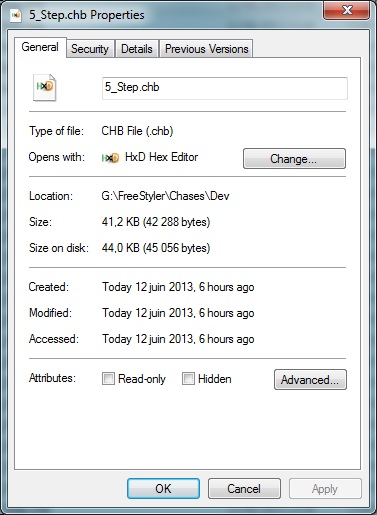 5_Step.chb Properties
General Security Details Previous Versions
5_Step.chb
Type of file: CHB File (.chb)
Opens with: HxD Hex Editor Change...
Location: G:\FreeStyler\Chases\Dev
Size: 41,2 KB (42 288 bytes)
Size on disk: 44,0 KB (45 056 bytes)
Created: Today 12 juin 2013, 6 hours ago
Modified: Today 12 juin 2013, 6 hours ago
Accessed: Today 12 juin 2013, 6 hours ago
Attributes: Read-only Hidden Advanced...
OK Cancel Apply